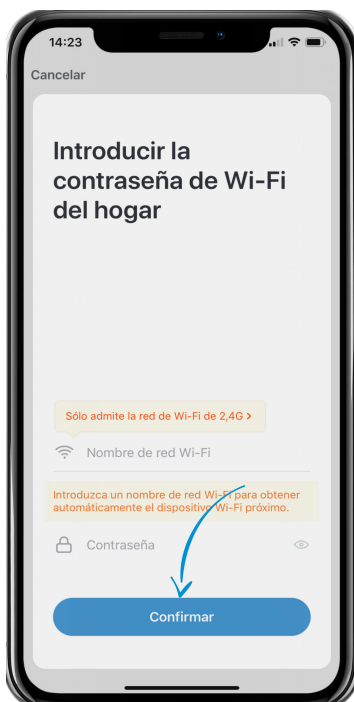 14:23
Cancelar
Introducir la
contraseña de Wi-Fi
del hogar
Sólo admite la red de Wi-Fi de 2,4G >
Nombre de red Wi-Fi
Introduzca un nombre de red Wi-Fi para obtener
automáticamente el dispositivo Wi-Fi próximo.
Contraseña
Confirmar